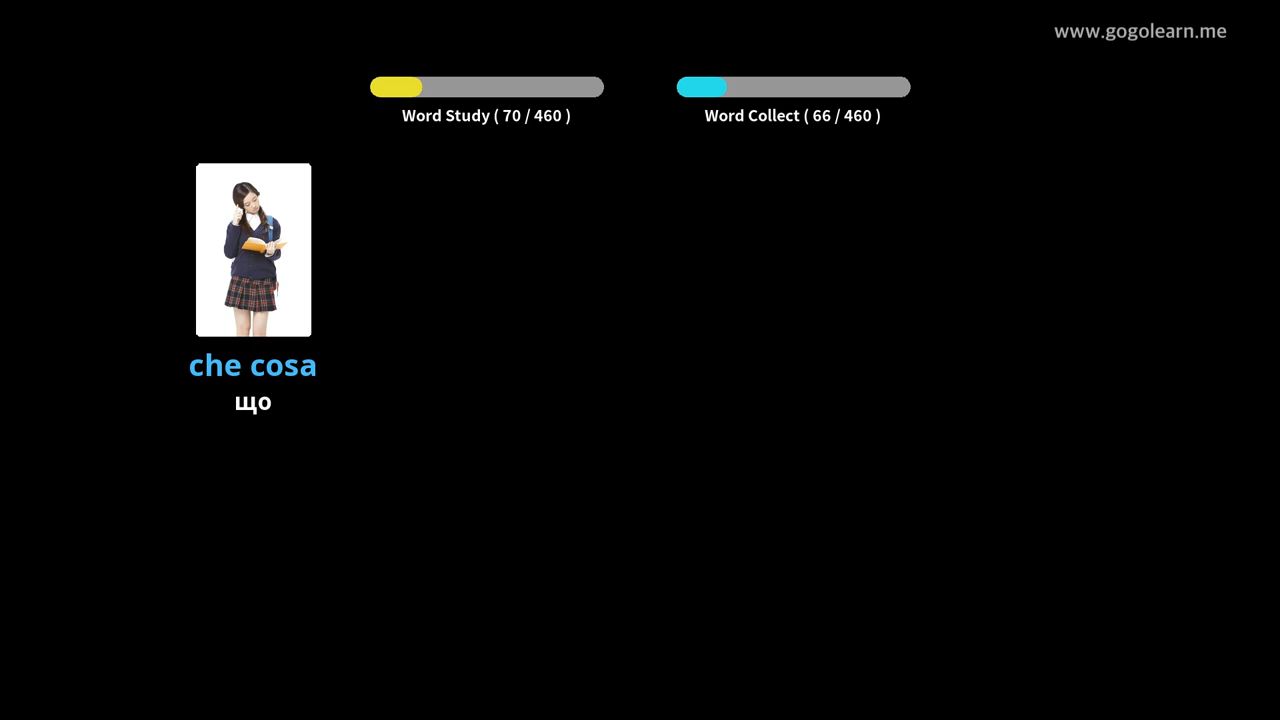 www.gogolearn.me
Word Study ( 70 / 460 )
Word Collect ( 66 / 460 )
che cosa
що